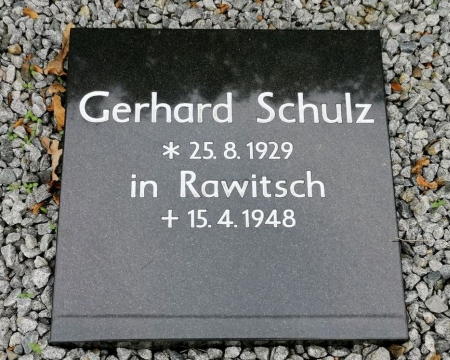 Gerhard Schulz
* 25. 8. 1929
in Rawitsch
† 15. 4. 1948